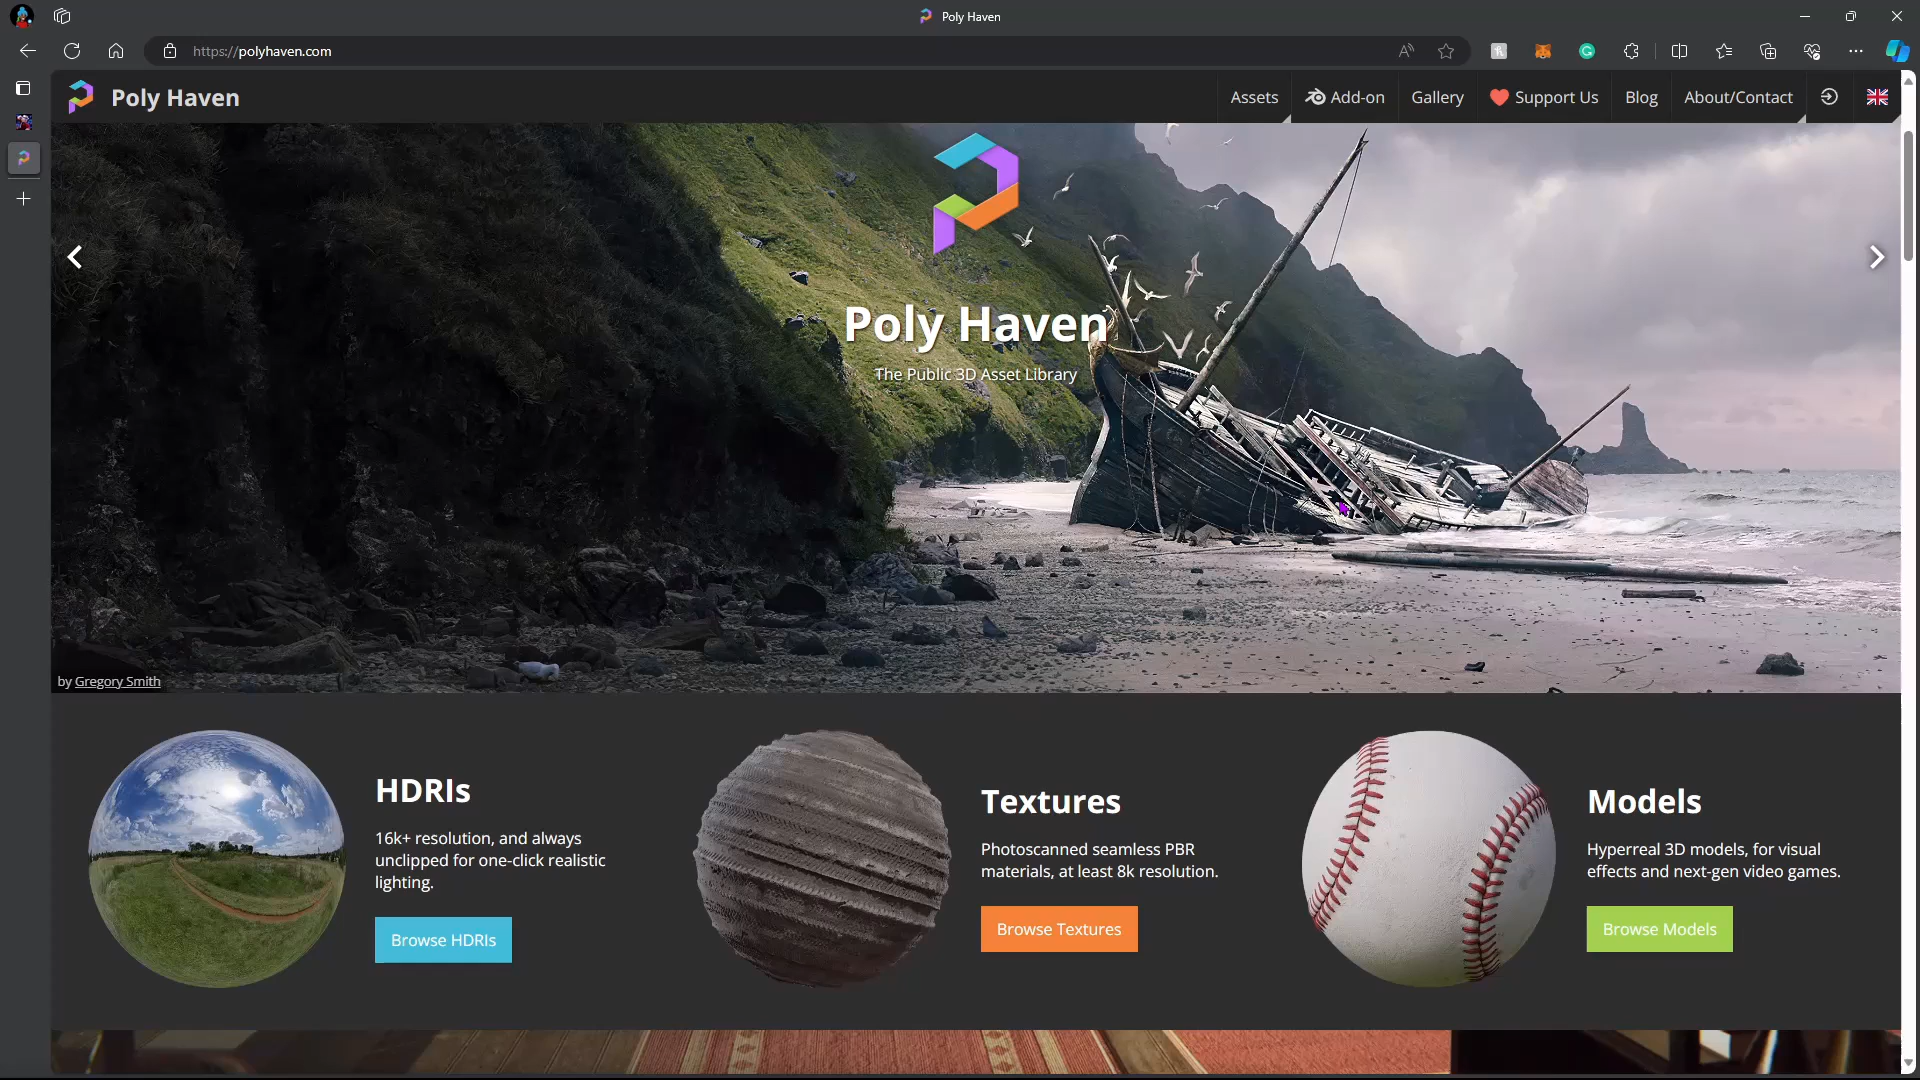 Poly Haven
https://polyhaven.com
Poly Haven
Assets
Add-on
Gallery
Support Us
Blog
About/Contact
Poly Haven
The Public 3D Asset Library
by Gregory Smith
HDRIs
16k+ resolution, and always
unclipped for one-click realistic
lighting.
Browse HDRIs
Textures
Photoscanned seamless PBR
materials, at least 8k resolution.
Browse Textures
Models
Hyperreal 3D models, for visual
effects and next-gen video games.
Browse Models